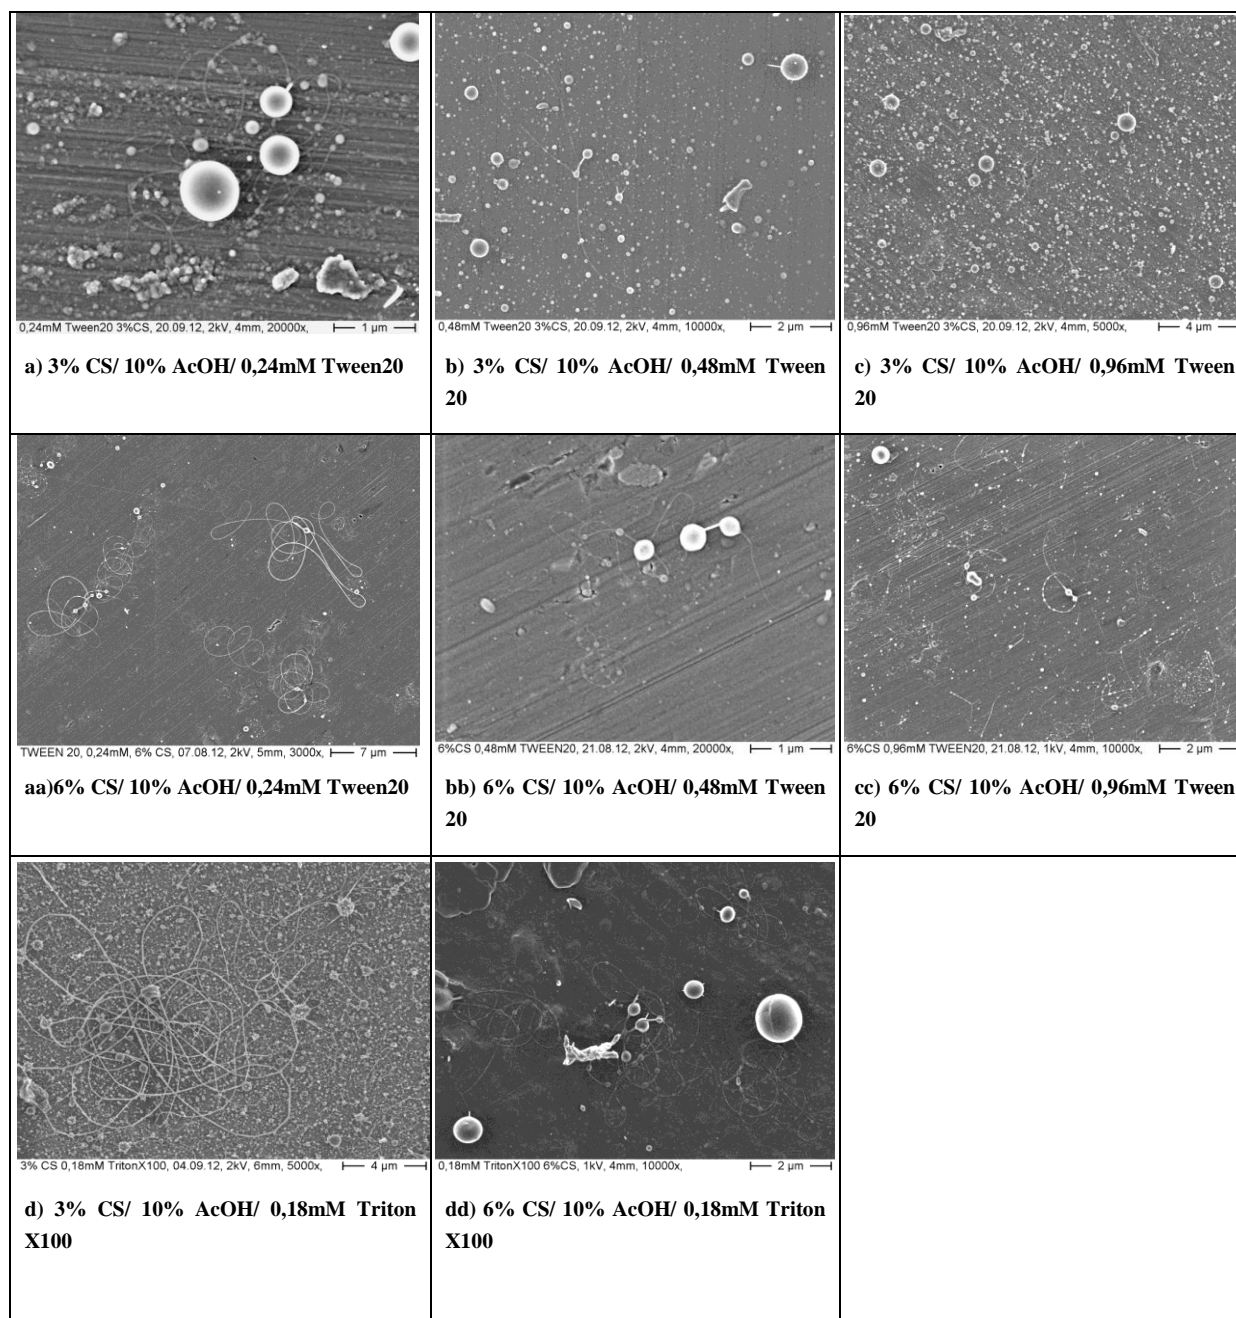 0,24mM Tween20 3%CS, 20.09.12, 2kV, 4mm, 20000x, 1 µm
0,48mM Tween20 3%CS, 20.09.12, 2kV, 4mm, 10000x, 2 µm
0,96mM Tween20 3%CS, 20.09.12, 2kV, 4mm, 5000x, 4 µm
a) 3% CS/ 10% AcOH/ 0,24mM Tween20
b) 3% CS/ 10% AcOH/ 0,48mM Tween
20
c) 3% CS/ 10% AcOH/ 0,96mM Tween
20
TWEEN 20, 0,24mM, 6% CS, 07.08.12, 2kV, 5mm, 3000x, 7 µm
6%CS 0,48mM TWEEN20, 21.08.12, 2kV, 4mm, 20000x, 1 µm
6%CS 0,96mM TWEEN20, 21.08.12, 1kV, 4mm, 10000x, 2 µm
aa)6% CS/ 10% AcOH/ 0,24mM Tween20
bb) 6% CS/ 10% AcOH/ 0,48mM Tween
20
cc) 6% CS/ 10% AcOH/ 0,96mM Tween
20
3% CS 0,18mM TritonX100, 04.09.12, 2kV, 6mm, 5000x, 4 µm
0,18mM TritonX100 6%CS, 1kV, 4mm, 10000x, 2 µm
d) 3% CS/ 10% AcOH/ 0,18mM Triton
X100
dd) 6% CS/ 10% AcOH/ 0,18mM Triton
X100